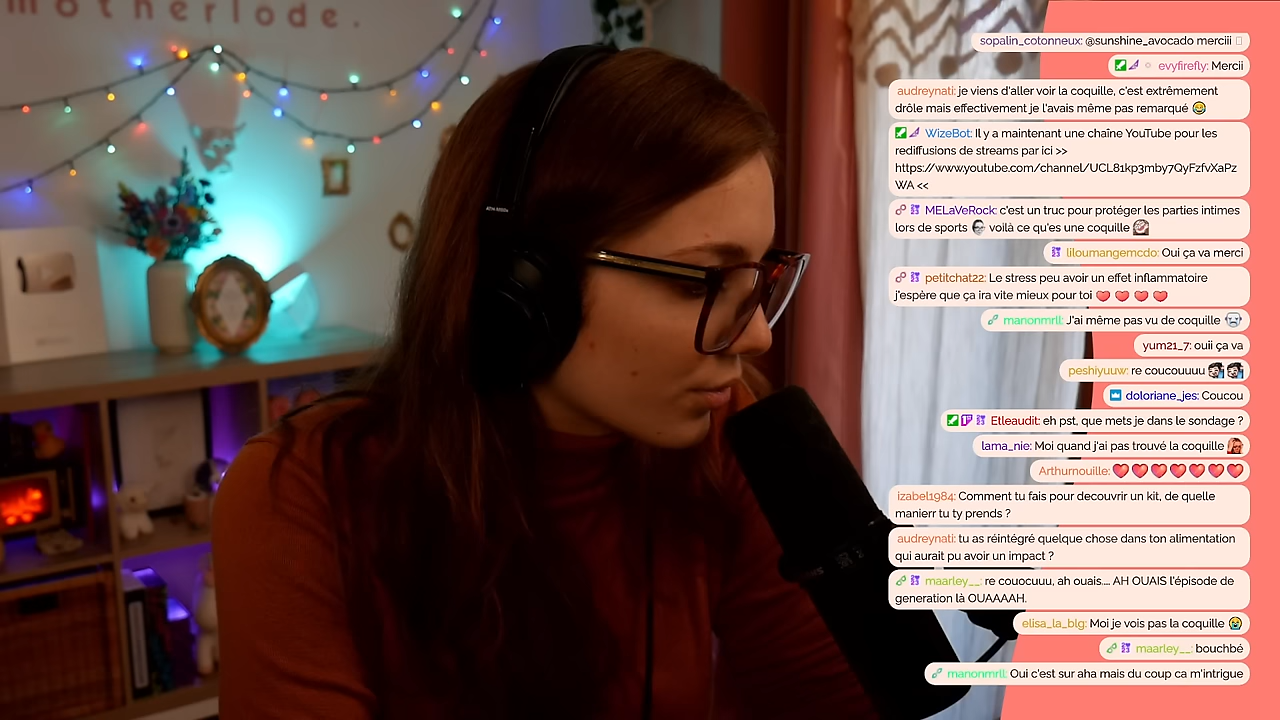 motherlode.
sopalin_cotonneux: @sunshine_avocado merciii
evyfirefly: Mercii
audreynati: je viens d'aller voir la coquille, c'est extrêmement
drôle mais effectivement je l'avais même pas remarqué 😂
WizeBot: Il y a maintenant une chaîne YouTube pour les
rediffusions de streams par ici >>
https://www.youtube.com/channel/UCL81kp3mby7QyFzfvXaPz
WA <<
MELaVeRock: c'est un truc pour protéger les parties intimes
lors de sports voilà ce qu'es une coquille
liloumangemcdo: Oui ça va merci
petitchat22: Le stress peu avoir un effet inflammatoire
j'espère que ça ira vite mieux pour toi ❤️ ❤️ ❤️ ❤️
manonmrll: J'ai même pas vu de coquille
yum21_7: ouii ça va
peshiyuuw: re coucouuuu
doloriane_jes: Coucou
Etleaudit: eh pst, que mets je dans le sondage ?
lama_nie: Moi quand j'ai pas trouvé la coquille
Arthurnouille: ❤️❤️❤️❤️❤️❤️❤️
izabel1984: Comment tu fais pour decouvrir un kit, de quelle
manierr tu ty prends ?
audreynati: tu as réintégré quelque chose dans ton alimentation
qui aurait pu avoir un impact ?
maarley__: re couocuuu, ah ouais.... AH OUAIS l'épisode de
generation là OUAAAAH.
elisa_la_blg: Moi je vois pas la coquille 😭
maarley__: bouchbé
manonmrll: Oui c'est sur aha mais du coup ca m'intrigue